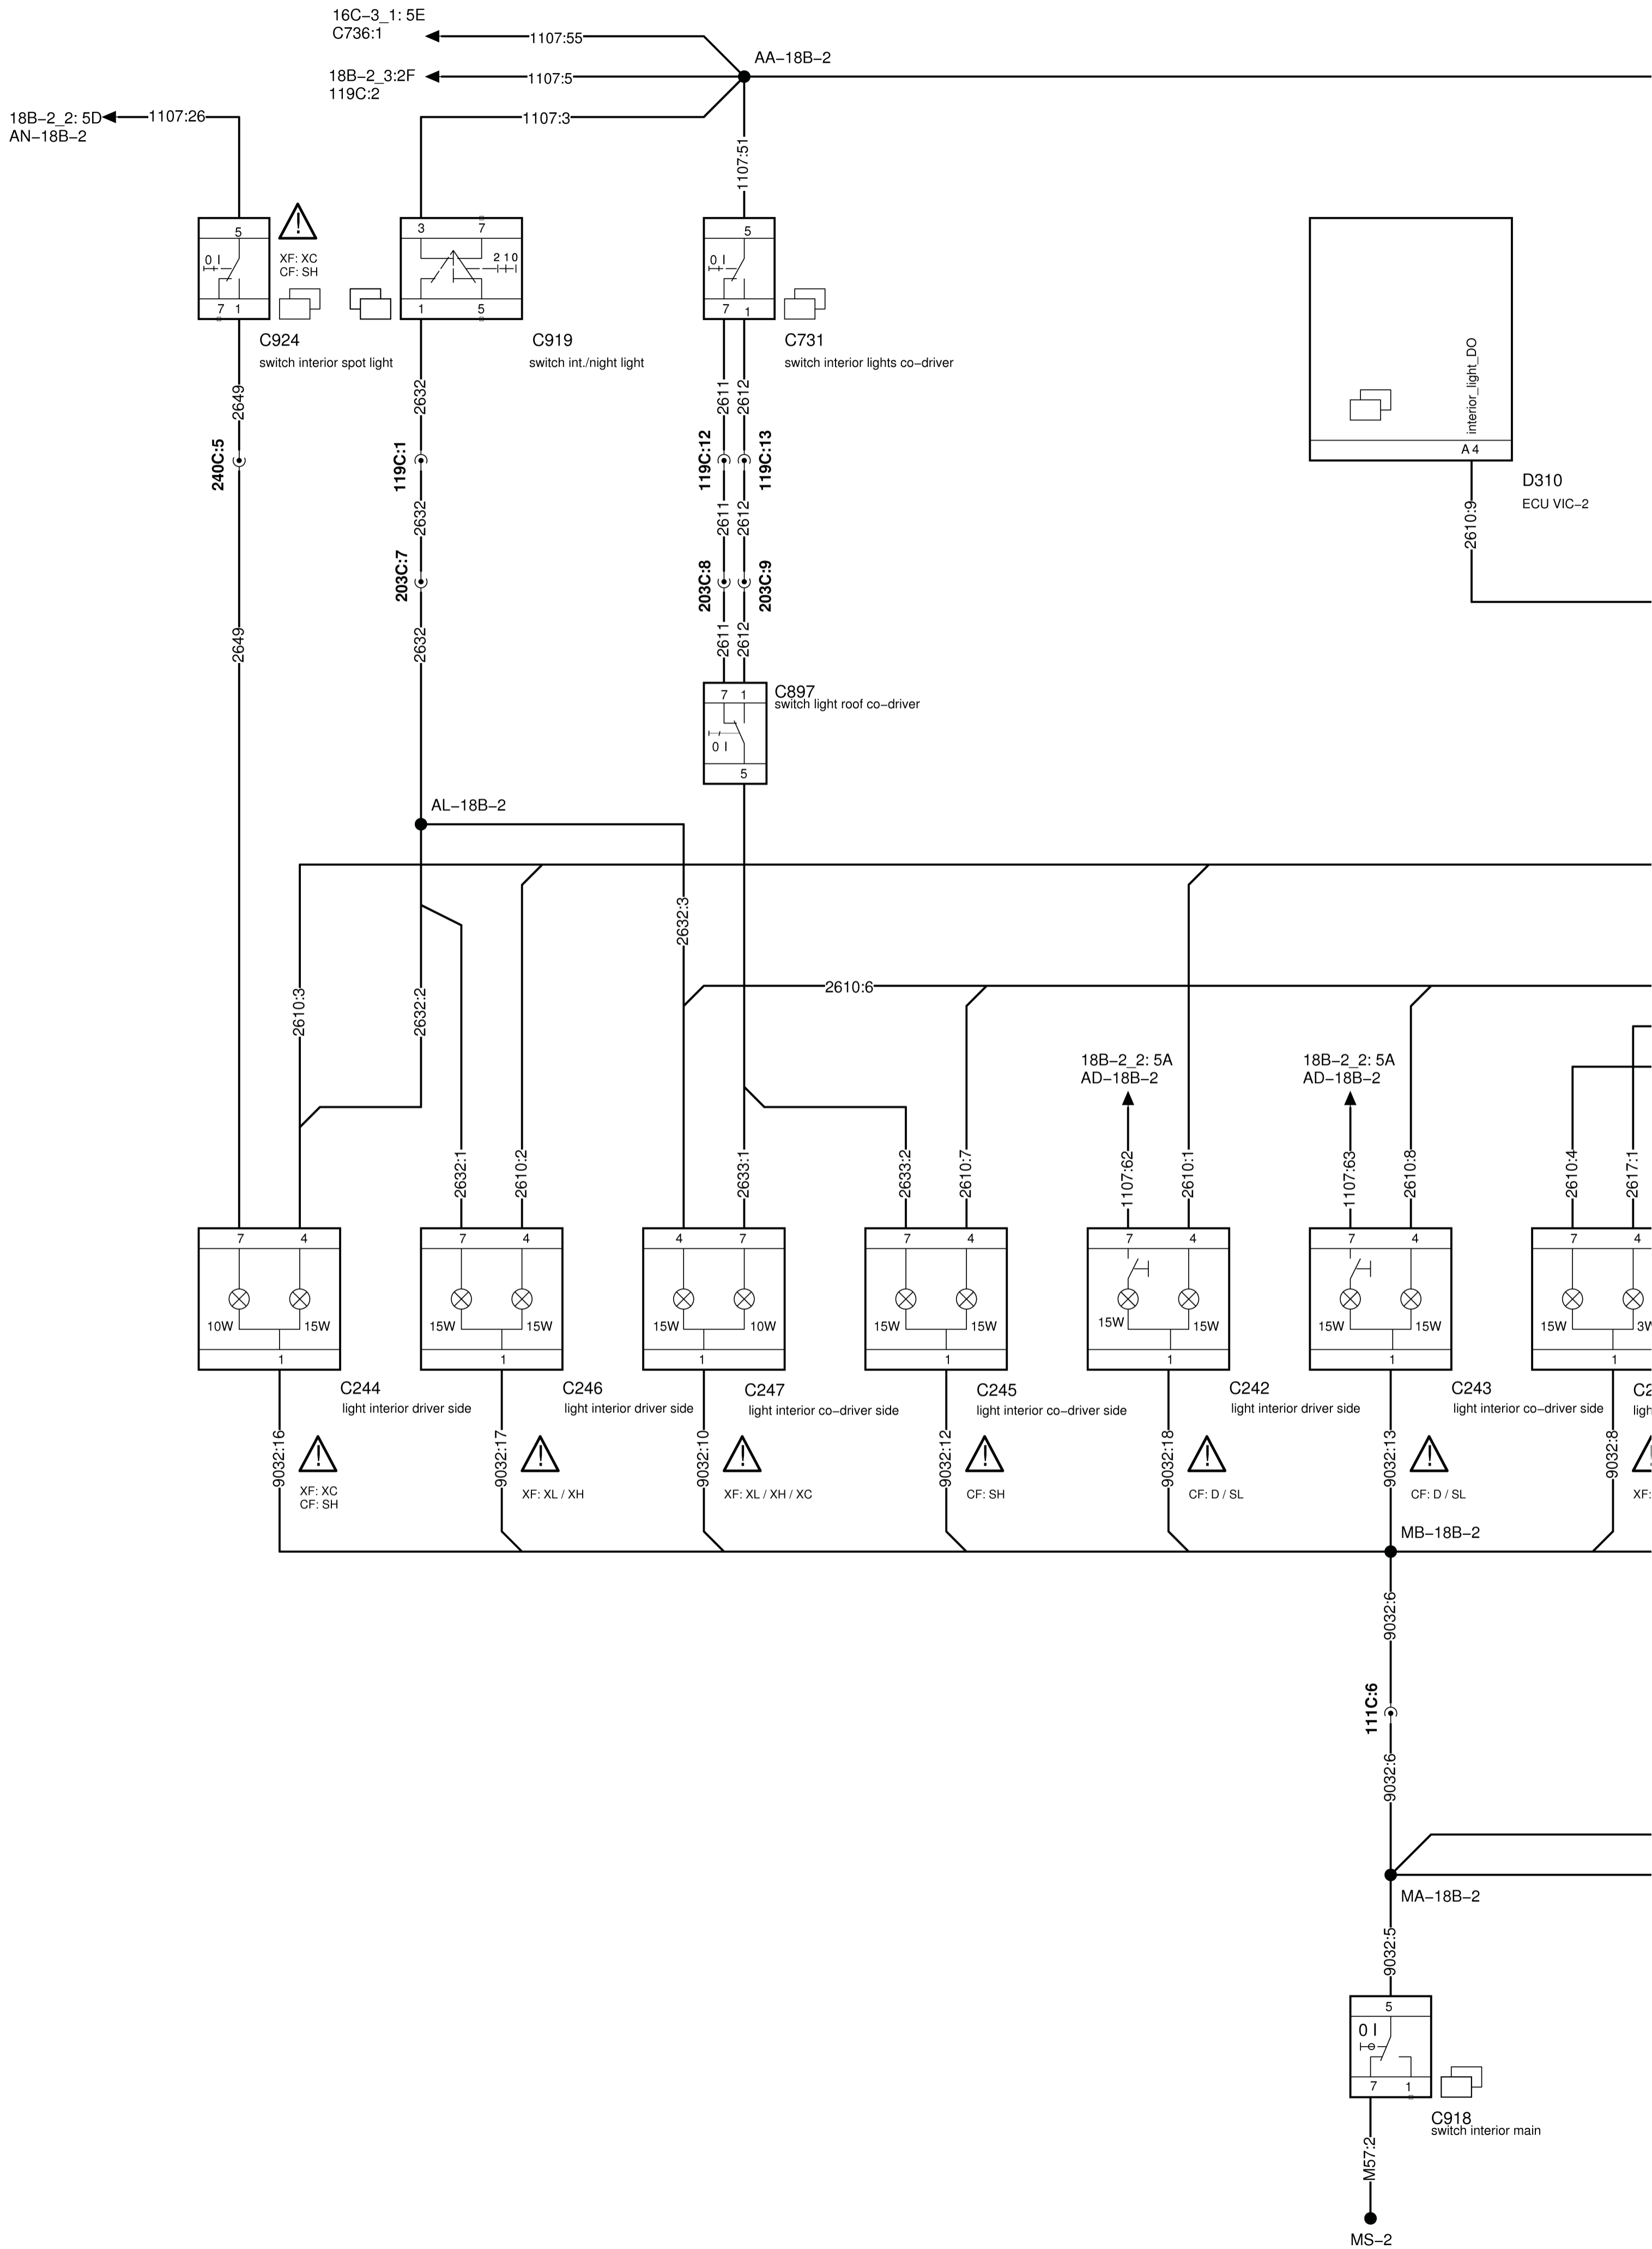 16C–3_1: 5E
C736:1
1107:55
AA–18B–2
18B–2_3:2F
119C:2
1107:5
18B–2_2: 5D
AN–18B–2
1107:26
1107:3
1107:51
5
XF: XC
CF: SH
0 I
7 1
C924
switch interior spot light
3 7
2 1 0
1 5
C919
switch int./night light
5
0 I
7 1
C731
switch interior lights co–driver
interior_light_DO
A 4
D310
ECU VIC–2
2649
2632
2611
2612
240C:5
119C:1
119C:12
119C:13
2632
2611
2612
2610:9
203C:7
203C:8
203C:9
2649
2632
2611
2612
7 1
C897
switch light roof co–driver
0 I
5
AL–18B–2
2632:3
2610:3
2632:2
2610:6
18B–2_2: 5A
AD–18B–2
18B–2_2: 5A
AD–18B–2
2632:1
2610:2
2633:1
2633:2
2610:7
1107:62
2610:1
1107:63
2610:8
2610:4
2617:1
7 4
7 4
4 7
7 4
7 4
7 4
7 4
10W 15W
15W 15W
15W 10W
15W 15W
15W 15W
15W 15W
15W 3W
1
1
1
1
1
1
1
C244
light interior driver side
C246
light interior driver side
C247
light interior co–driver side
C245
light interior co–driver side
C242
light interior driver side
C243
light interior co–driver side
C2
ligh
9032:16
XF: XC
CF: SH
9032:17
XF: XL / XH
9032:10
XF: XL / XH / XC
9032:12
CF: SH
9032:18
CF: D / SL
9032:13
CF: D / SL
9032:8
XF:
MB–18B–2
9032:6
111C:6
9032:6
MA–18B–2
9032:5
5
0 I
7 1
C918
switch interior main
M57:2
MS–2